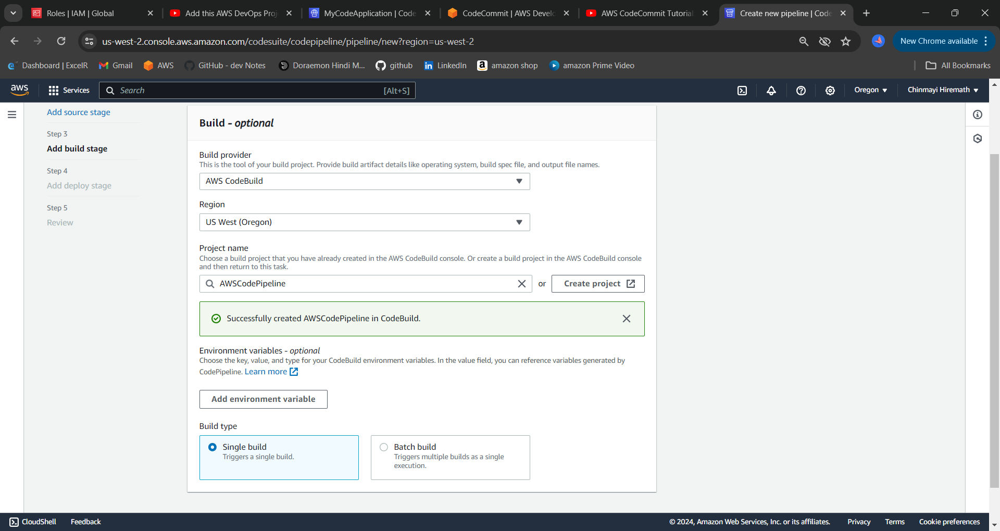 Roles | IAM | Global
Add this AWS DevOps Proj
MyCodeApplication | Code
CodeCommit | AWS Develo
AWS CodeCommit Tutorial
Create new pipeline | Code
us-west-2.console.aws.amazon.com/codesuite/codepipeline/pipeline/new?region=us-west-2
New Chrome available
Dashboard | ExcelR
Gmail
AWS
GitHub - dev Notes
Doraemon Hindi M...
github
LinkedIn
amazon shop
amazon Prime Video
All Bookmarks
aws
Services
Search
[Alt+S]
Oregon
Chinmayi Hiremath
Add source stage
Step 3
Add build stage
Step 4
Add deploy stage
Step 5
Review
Build - optional
Build provider
This is the tool of your build project. Provide build artifact details like operating system, build spec file, and output file names.
AWS CodeBuild
Region
US West (Oregon)
Project name
Choose a build project that you have already created in the AWS CodeBuild console. Or create a build project in the AWS CodeBuild console
and then return to this task.
AWSCodePipeline
or
Create project
Successfully created AWSCodePipeline in CodeBuild.
Environment variables - optional
Choose the key, value, and type for your CodeBuild environment variables. In the value field, you can reference variables generated by
CodePipeline. Learn more
Add environment variable
Build type
Single build
Triggers a single build.
Batch build
Triggers multiple builds as a single
execution.
CloudShell
Feedback
© 2024, Amazon Web Services, Inc. or its affiliates.
Privacy
Terms
Cookie preferences